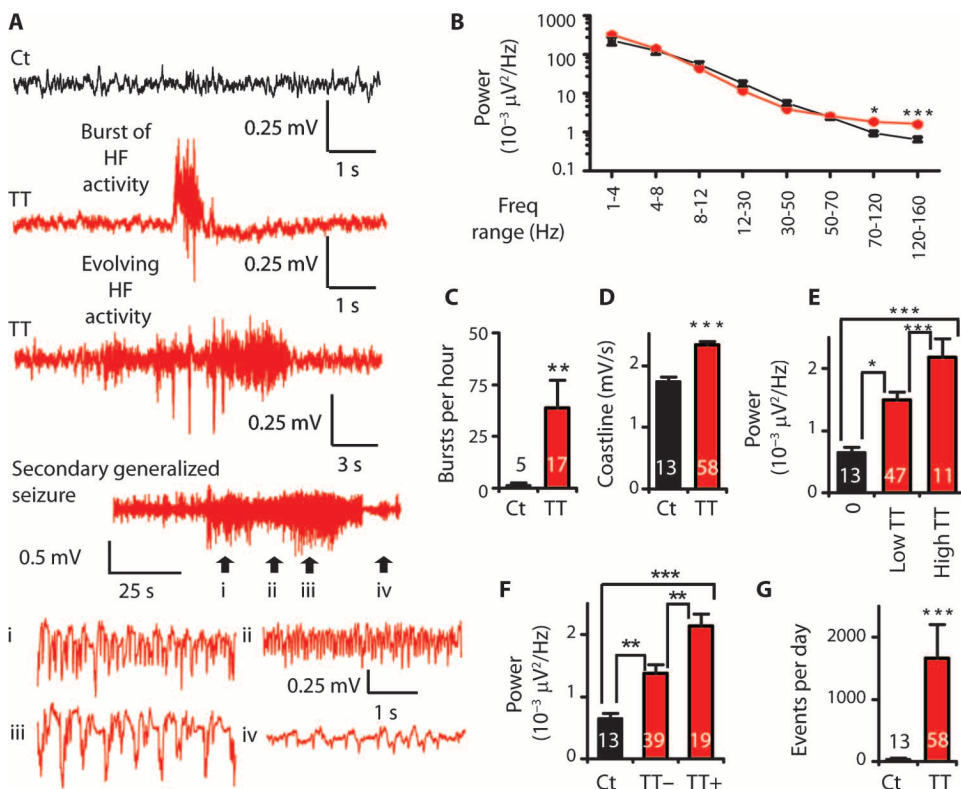 A
Ct
0.25 mV
1 s
Burst of
HF
activity
TT
0.25 mV
1 s
Evolving
HF
activity
TT
0.25 mV
3 s
Secondary generalized
seizure
0.5 mV
25 s
i
ii
iii
iv
i
ii
0.25 mV
1 s
iii
iv
B
Power
(10⁻³ μV²/Hz)
1000
100
10
1
0.1
* ***
Freq
range (Hz)
1–4
4–8
8–12
12–30
30–50
50–70
70–120
120–160
C
Bursts per hour
50
75
25
0
**
5
17
Ct TT
D
Coastline (mV/s)
2
1
0
***
13 58
Ct TT
E
Power
(10⁻³ μV²/Hz)
2
1
0
***
***
*
13 47 11
0
Low TT
High TT
F
Power
(10⁻³ μV²/Hz)
2
1
0
***
**
**
13 39 19
Ct TT– TT+
G
Events per day
2000
1000
0
***
13
58
Ct TT